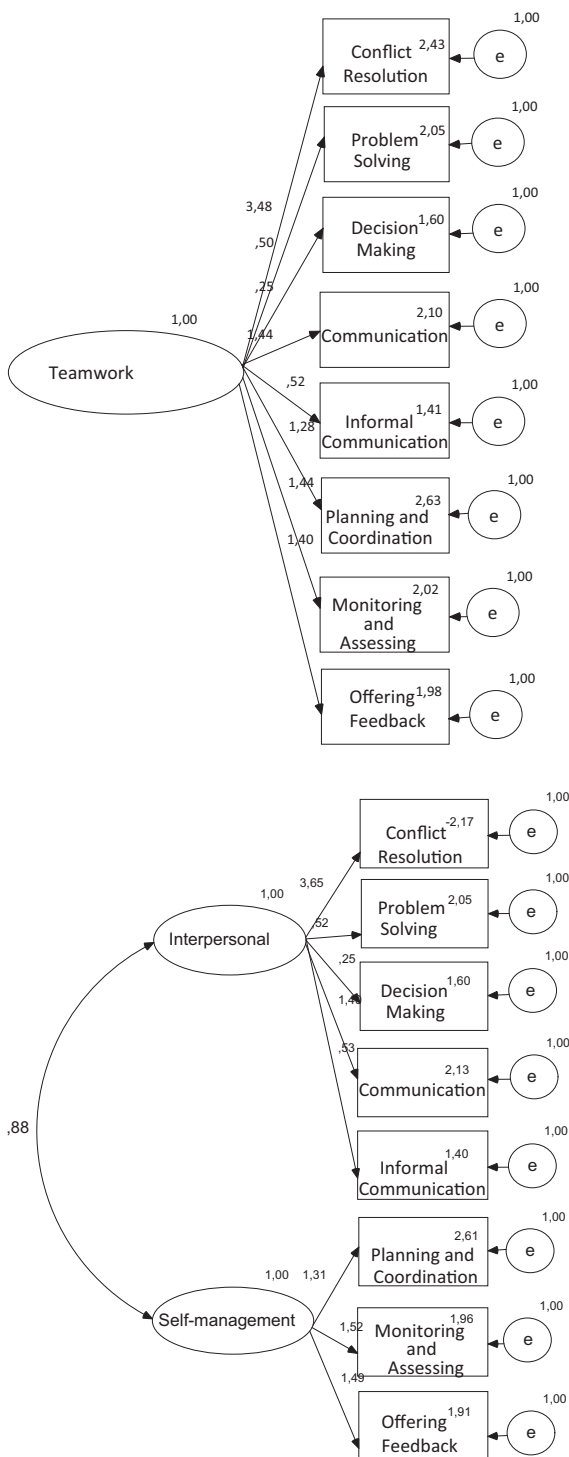 1,00
2,43
Conflict
Resolution
e
1,00
2,05
Problem
Solving
e
3,48
,50
1,00
1,60
Decision
Making
e
,25
1,00
1,44
1,00
2,10
Communication
e
Teamwork
,52
1,28
1,00
1,41
Informal
Communication
e
1,44
1,40
1,00
2,63
Planning and
Coordination
e
1,00
2,02
Monitoring
and
Assessing
e
1,00
1,98
Offering
Feedback
e
1,00
-2,17
Conflict
Resolution
e
3,65
1,00
,52
1,00
2,05
Problem
Solving
e
Interpersonal
,25
1,00
1,60
Decision
Making
e
,53
1,00
2,13
Communication
e
,88
1,00
1,40
Informal
Communication
e
1,00
2,61
Planning and
Coordination
e
1,00
1,31
Self-management
1,52
1,00
1,96
Monitoring
and
Assessing
e
1,49
1,00
1,91
Offering
Feedback
e